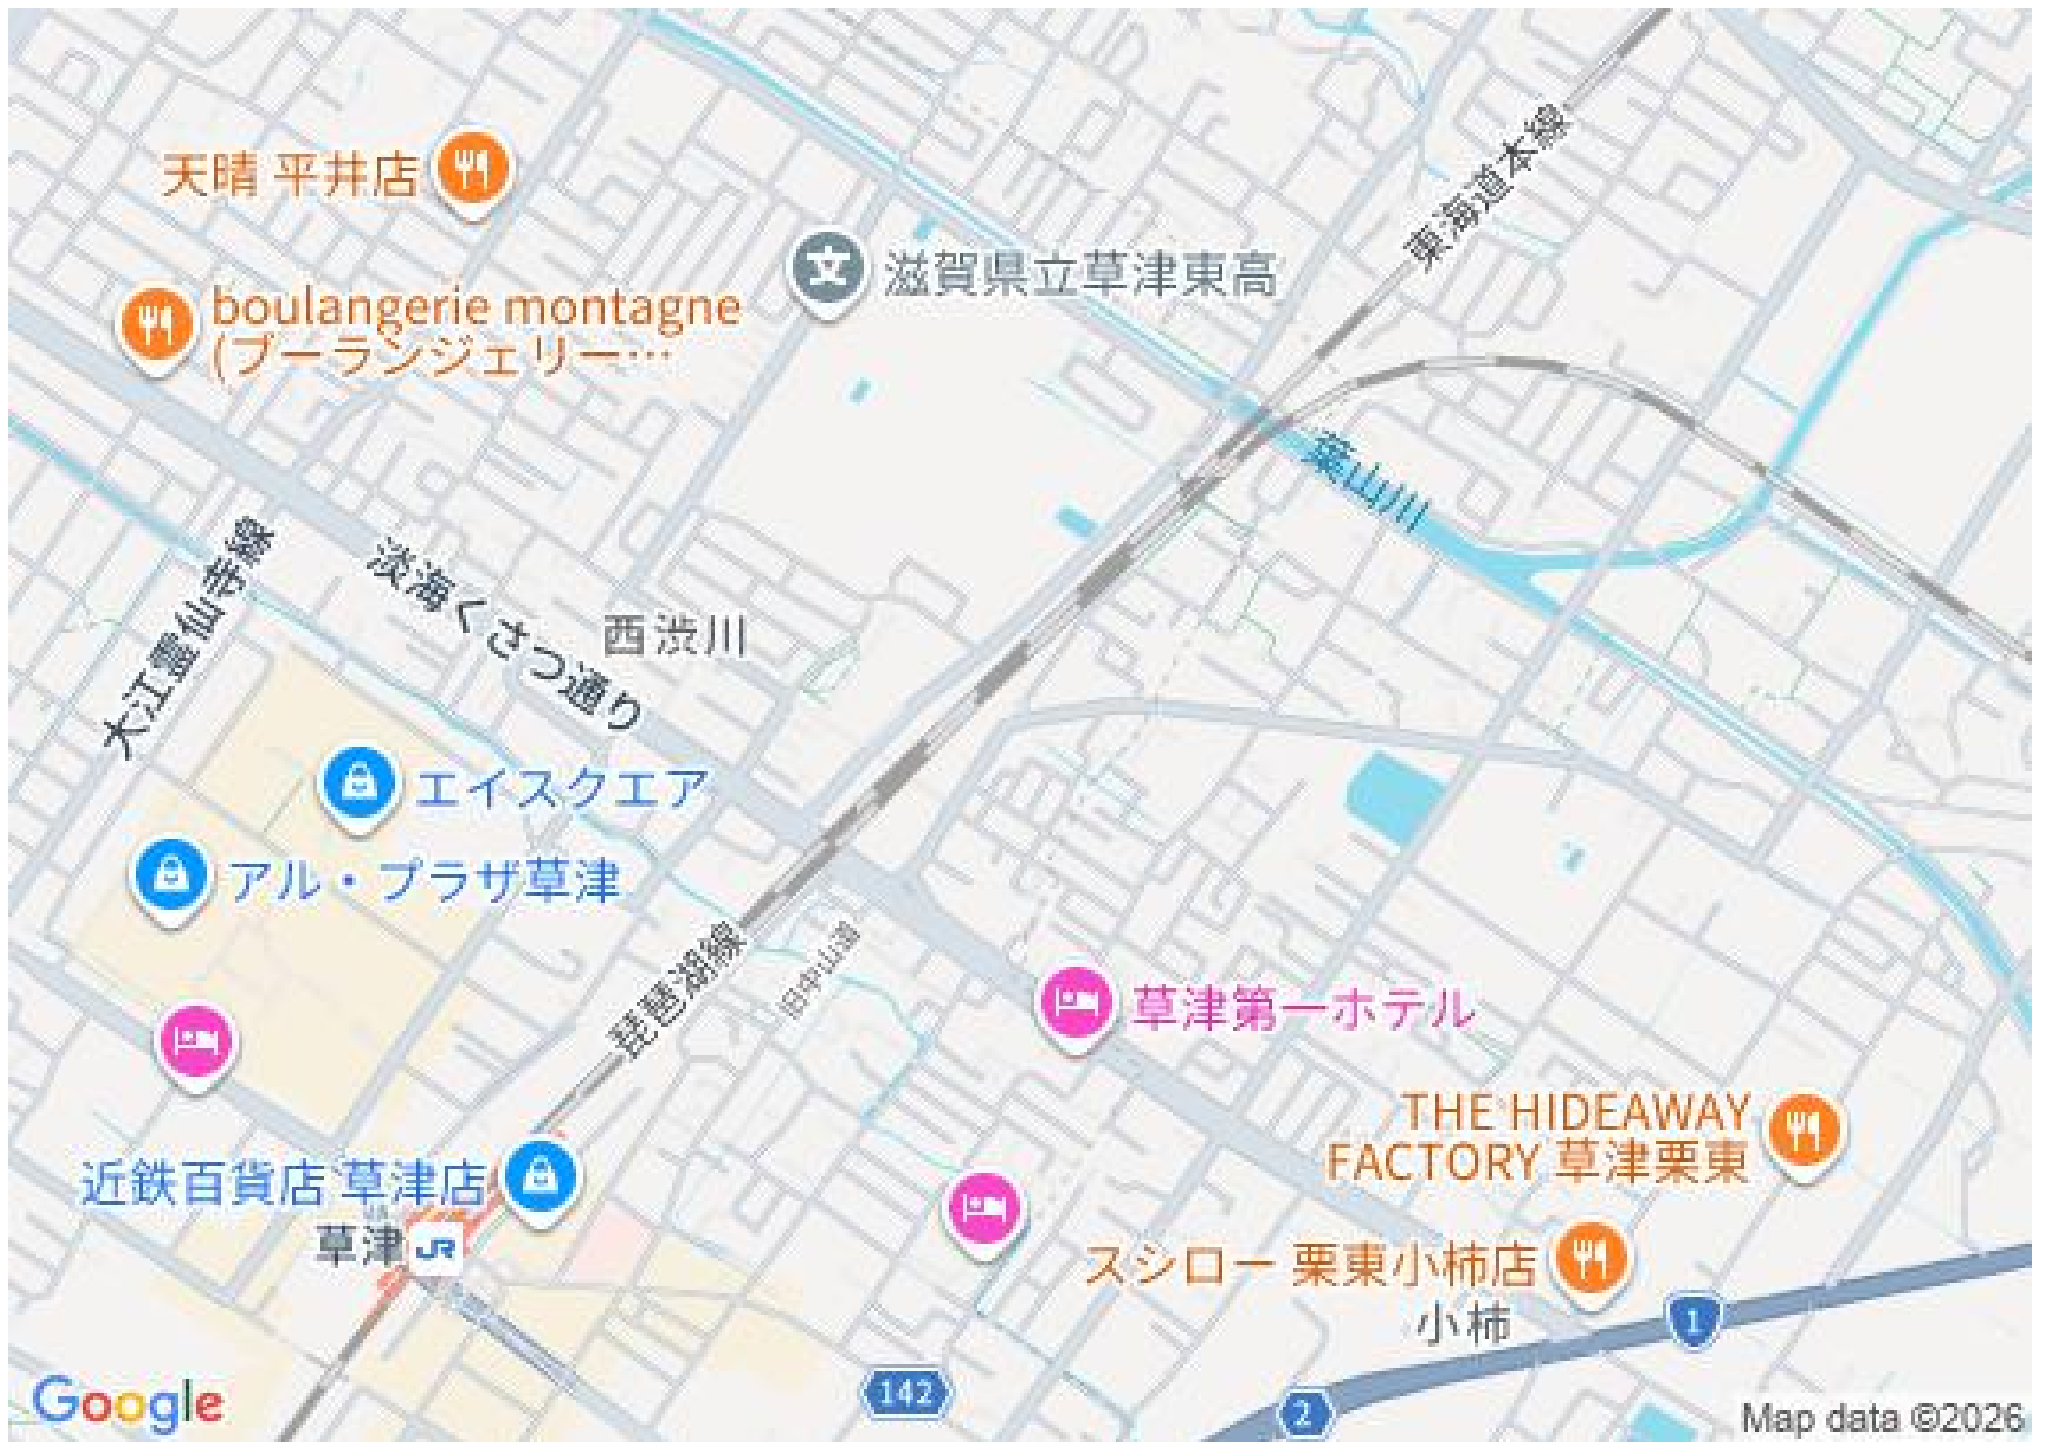 東海道本線
天晴 平井店
滋賀県立草津東高
boulangerie montagne
(ブーランジェリー…
葉山川
大江霊仙寺線
淡海くさつ通り
西渋川
エイスクエア
アル・プラザ草津
琵琶湖線
旧中山道
草津第一ホテル
THE HIDEAWAY
FACTORY 草津栗東
近鉄百貨店 草津店
草津
JR
スシロー 栗東小柿店
小柿
1
142
2
Google
Map data ©2026